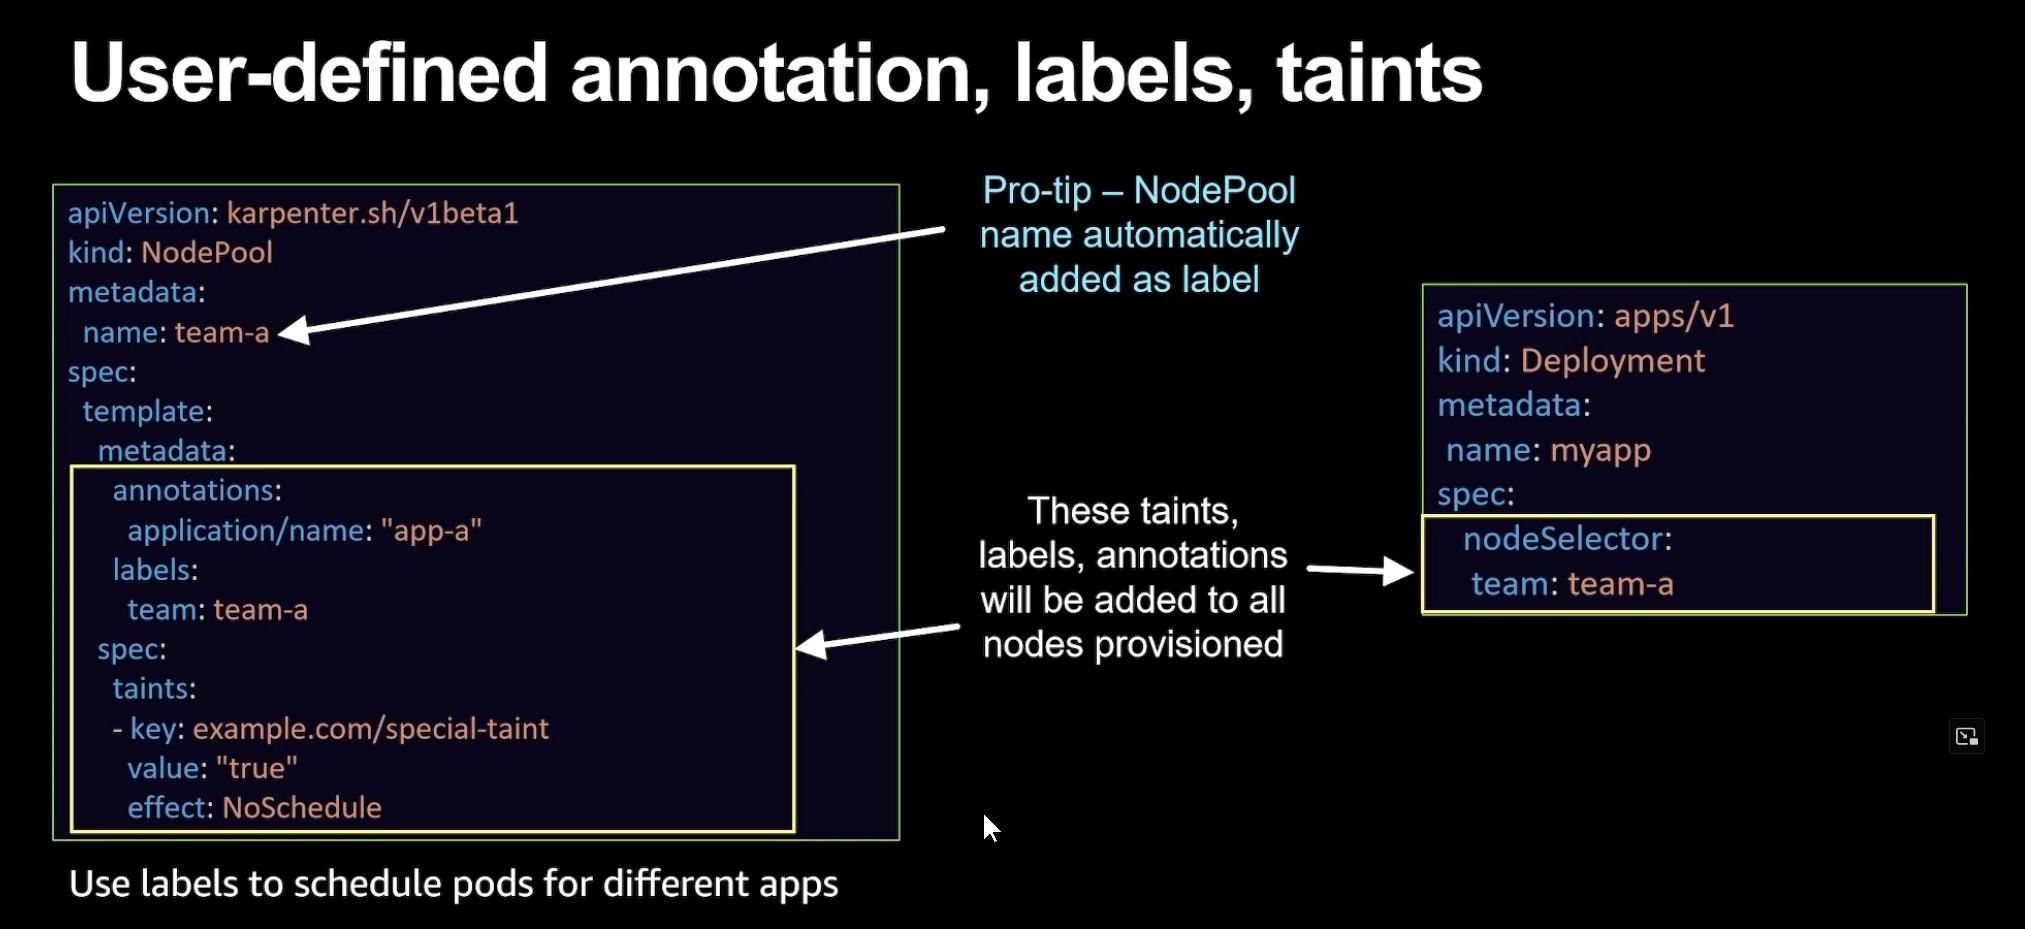 User-defined annotation, labels, taints
apiVersion: karpenter.sh/v1beta1
kind: NodePool
metadata:
name: team-a
spec:
template:
metadata:
annotations:
application/name: "app-a"
labels:
team: team-a
spec:
taints:
- key: example.com/special-taint
value: "true"
effect: NoSchedule
Pro-tip – NodePool
name automatically
added as label
These taints,
labels, annotations
will be added to all
nodes provisioned
apiVersion: apps/v1
kind: Deployment
metadata:
name: myapp
spec:
nodeSelector:
team: team-a
Use labels to schedule pods for different apps